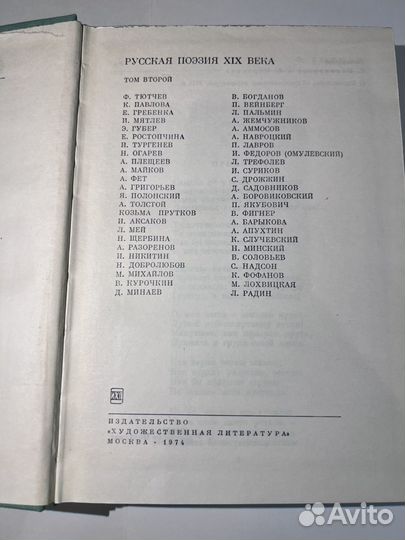 РУССКАЯ ПОЭЗИЯ XIX ВЕКА
ТОМ ВТОРОЙ
Ф. ТЮТЧЕВ
К. ПАВЛОВА
Е. ГРЕБЕНКА
И. МЯТЛЕВ
Э. ГУБЕР
Е. РОСТОПЧИНА
И. ТУРГЕНЕВ
Н. ОГАРЕВ
А. ПЛЕЩЕЕВ
А. МАЙКОВ
А. ФЕТ
А. ГРИГОРЬЕВ
Я. ПОЛОНСКИЙ
А. ТОЛСТОЙ
КОЗЬМА ПРУТКОВ
И. АКСАКОВ
Л. МЕЙ
Н. ЩЕРБИНА
А. РАЗОРЕНОВ
И. НИКИТИН
Н. ДОБРОЛЮБОВ
М. МИХАЙЛОВ
В. КУРОЧКИН
Д. МИНАЕВ
В. БОГДАНОВ
П. ВЕЙНБЕРГ
Л. ПАЛЬМИН
А. ЖЕМЧУЖНИКОВ
А. АММОСОВ
А. НАВРОЦКИЙ
П. ЛАВРОВ
И. ФЕДОРОВ (ОМУЛЕВСКИЙ)
Л. ТРЕФОЛЕВ
И. СУРИКОВ
С. ДРОЖЖИН
Д. САДОВНИКОВ
А. БОРОВИКОВСКИЙ
П. ЯКУБОВИЧ
В. ФИГНЕР
А. БАРЫКОВА
А. АПУХТИН
К. СЛУЧЕВСКИЙ
Н. МИНСКИЙ
В. СОЛОВЬЕВ
С. НАДСОН
К. ФОФАНОВ
М. ЛОХВИЦКАЯ
Л. РАДИН
ИЗДАТЕЛЬСТВО
«ХУДОЖЕСТВЕННАЯ ЛИТЕРАТУРА»
МОСКВА · 1974
Avito